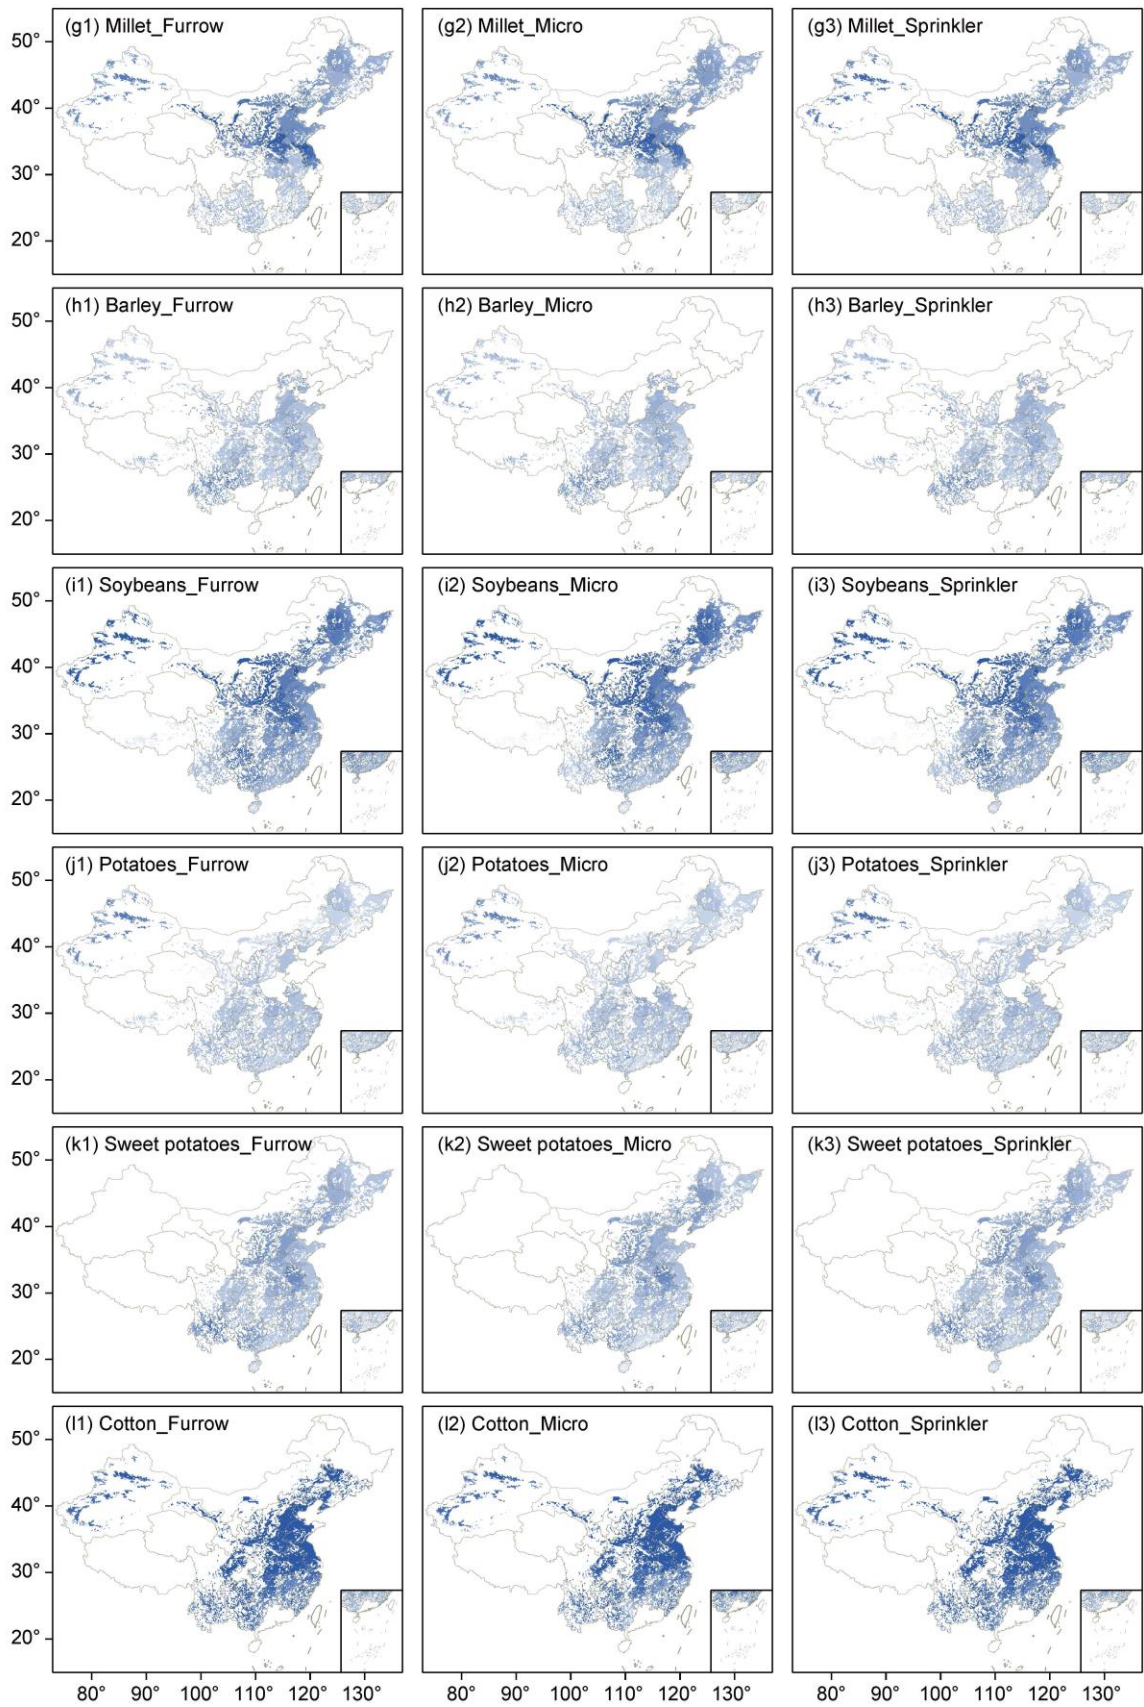 (g1) Millet_Furrow
(g2) Millet_Micro
(g3) Millet_Sprinkler
50°
40°
30°
20°
(h1) Barley_Furrow
(h2) Barley_Micro
(h3) Barley_Sprinkler
50°
40°
30°
20°
(i1) Soybeans_Furrow
(i2) Soybeans_Micro
(i3) Soybeans_Sprinkler
50°
40°
30°
20°
(j1) Potatoes_Furrow
(j2) Potatoes_Micro
(j3) Potatoes_Sprinkler
50°
40°
30°
20°
(k1) Sweet potatoes_Furrow
(k2) Sweet potatoes_Micro
(k3) Sweet potatoes_Sprinkler
50°
40°
30°
20°
(l1) Cotton_Furrow
(l2) Cotton_Micro
(l3) Cotton_Sprinkler
50°
40°
30°
20°
80° 90° 100° 110° 120° 130°
80° 90° 100° 110° 120° 130°
80° 90° 100° 110° 120° 130°